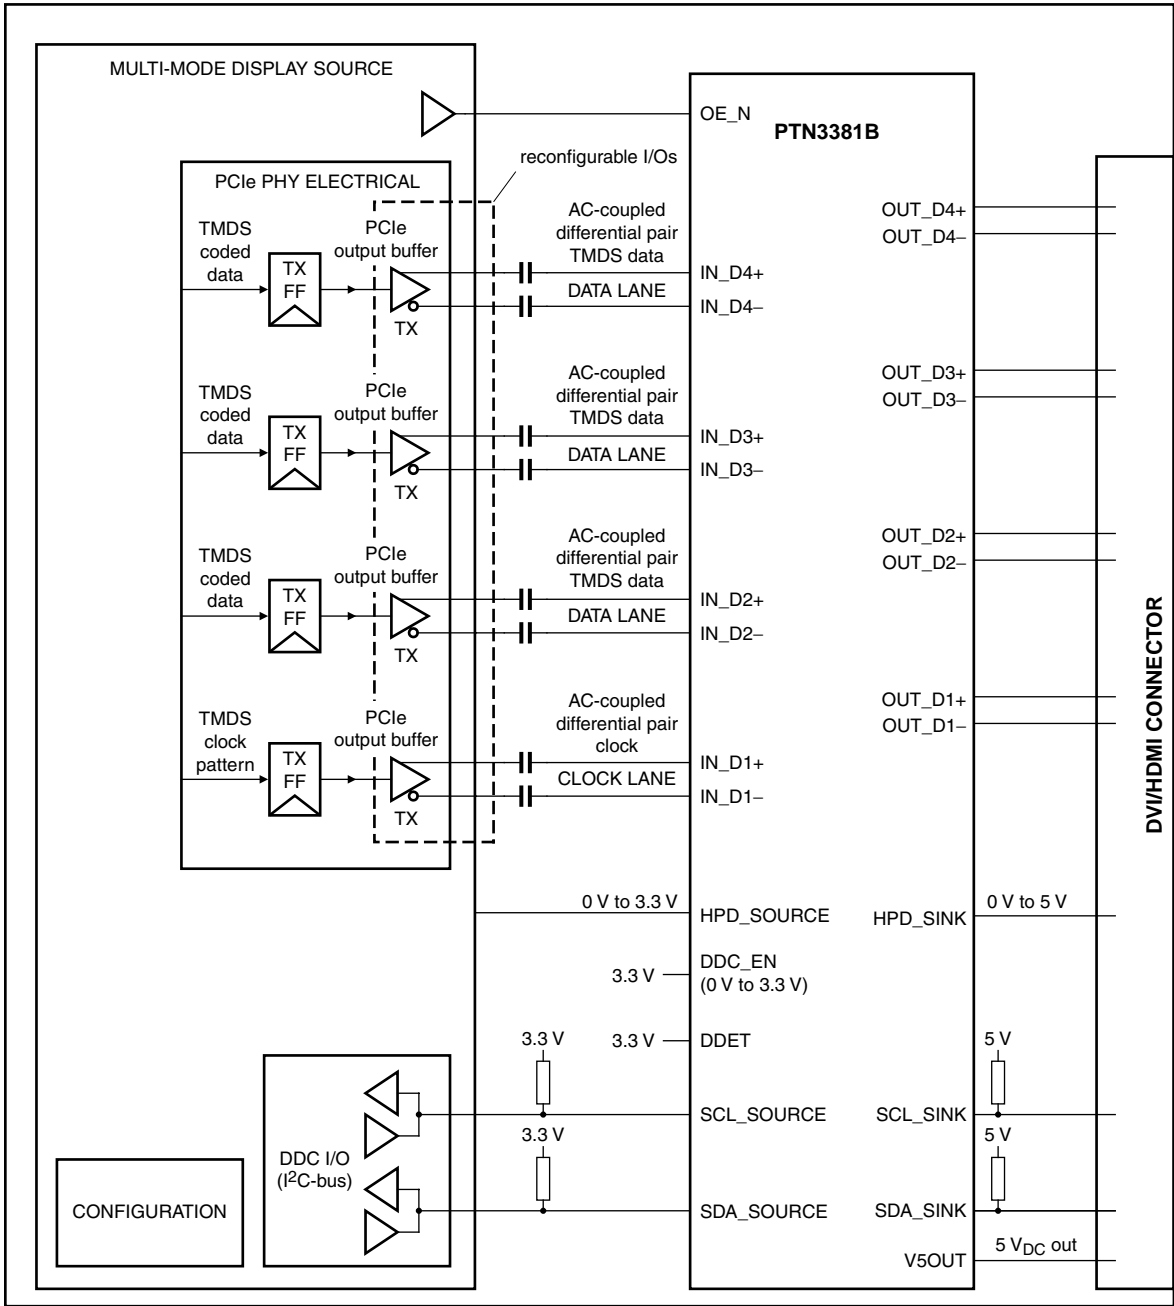 MULTI-MODE DISPLAY SOURCE
OE_N
PTN3381B
reconfigurable I/Os
PCIe PHY ELECTRICAL
TMDS
coded
data
TX
FF
PCIe
output buffer
TX
AC-coupled
differential pair
TMDS data
DATA LANE
IN_D4+
IN_D4−
OUT_D4+
OUT_D4−
TMDS
coded
data
TX
FF
PCIe
output buffer
TX
AC-coupled
differential pair
TMDS data
DATA LANE
IN_D3+
IN_D3−
OUT_D3+
OUT_D3−
TMDS
coded
data
TX
FF
PCIe
output buffer
TX
AC-coupled
differential pair
TMDS data
DATA LANE
IN_D2+
IN_D2−
OUT_D2+
OUT_D2−
TMDS
clock
pattern
TX
FF
PCIe
output buffer
TX
AC-coupled
differential pair
clock
CLOCK LANE
IN_D1+
IN_D1−
OUT_D1+
OUT_D1−
DVI/HDMI CONNECTOR
0 V to 3.3 V
HPD_SOURCE
HPD_SINK
0 V to 5 V
3.3 V
DDC_EN
(0 V to 3.3 V)
3.3 V
DDET
3.3 V
SCL_SOURCE
SCL_SINK
5 V
3.3 V
SDA_SOURCE
SDA_SINK
5 V
DDC I/O
(I²C-bus)
CONFIGURATION
V5OUT
5 VDC out